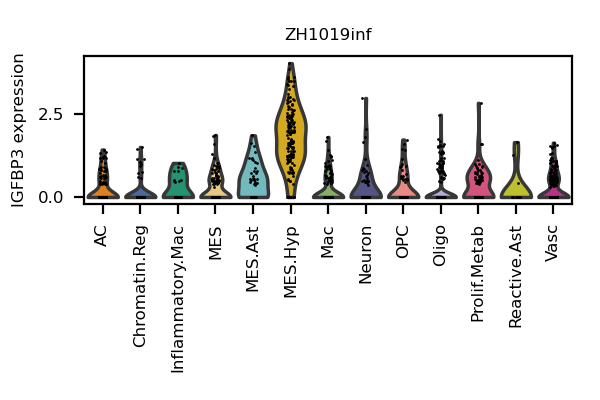 ZH1019inf
IGFBP3 expression
2.5
0.0
AC
Chromatin.Reg
Inflammatory.Mac
MES
MES.Ast
MES.Hyp
Mac
Neuron
OPC
Oligo
Prolif.Metab
Reactive.Ast
Vasc